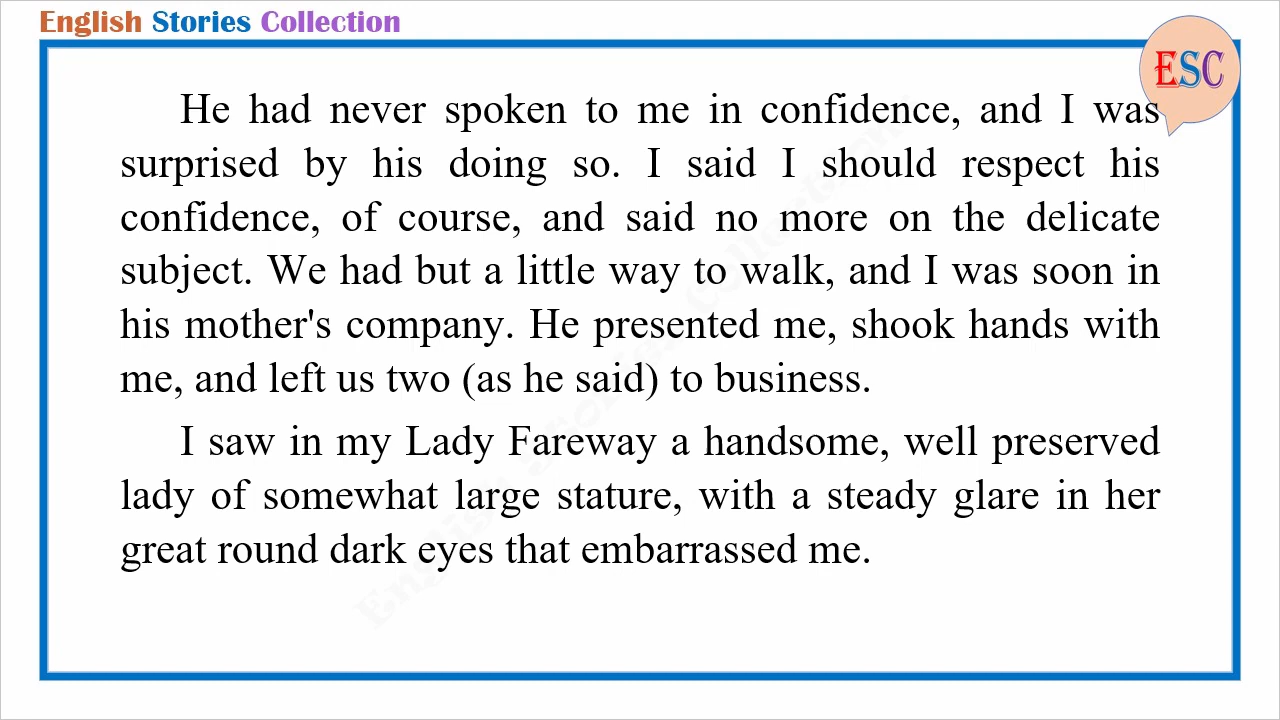 English Stories Collection
ESC
He had never spoken to me in confidence, and I was
surprised by his doing so. I said I should respect his
confidence, of course, and said no more on the delicate
subject. We had but a little way to walk, and I was soon in
his mother's company. He presented me, shook hands with
me, and left us two (as he said) to business.
I saw in my Lady Fareway a handsome, well preserved
lady of somewhat large stature, with a steady glare in her
great round dark eyes that embarrassed me.
English Stories Collection